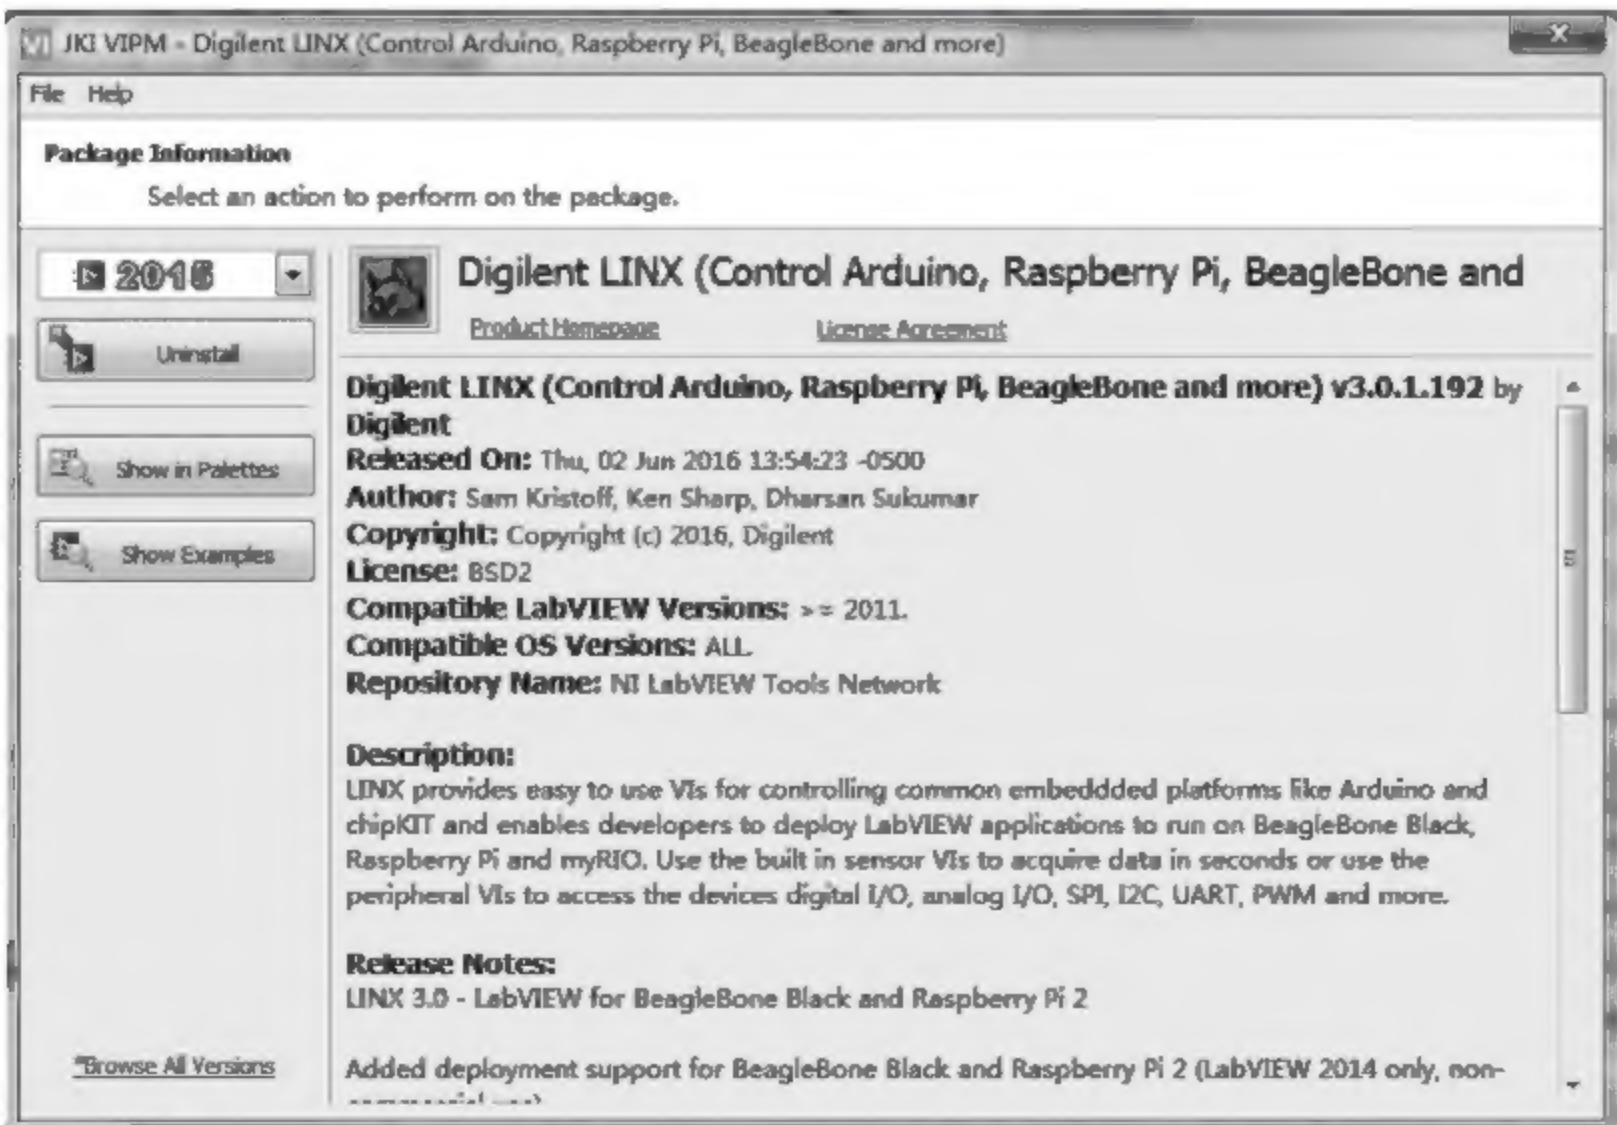 JKI VIPM - Digilent LINX (Control Arduino, Raspberry Pi, BeagleBone and more)
File Help
Package Information
Select an action to perform on the package.
Digilent LINX (Control Arduino, Raspberry Pi, BeagleBone and
Product Homepage License Agreement
Uninstall
Show in Palettes
Show Examples
Digilent LINX (Control Arduino, Raspberry Pi, BeagleBone and more) v3.0.1.192 by
Digilent
Released On: Thu, 02 Jun 2016 13:54:23 -0500
Author: Sam Kristoff, Ken Sharp, Dharsan Sukumar
Copyright: Copyright (c) 2016, Digilent
License: BSD2
Compatible LabVIEW Versions: >= 2011.
Compatible OS Versions: ALL.
Repository Name: NI LabVIEW Tools Network
Description:
LINX provides easy to use VIs for controlling common embeddded platforms like Arduino and
chipKIT and enables developers to deploy LabVIEW applications to run on BeagleBone Black,
Raspberry Pi and myRIO. Use the built in sensor VIs to acquire data in seconds or use the
peripheral VIs to access the devices digital I/O, analog I/O, SPI, I2C, UART, PWM and more.
Release Notes:
LINX 3.0 - LabVIEW for BeagleBone Black and Raspberry Pi 2
Added deployment support for BeagleBone Black and Raspberry Pi 2 (LabVIEW 2014 only, non-
Browse All Versions